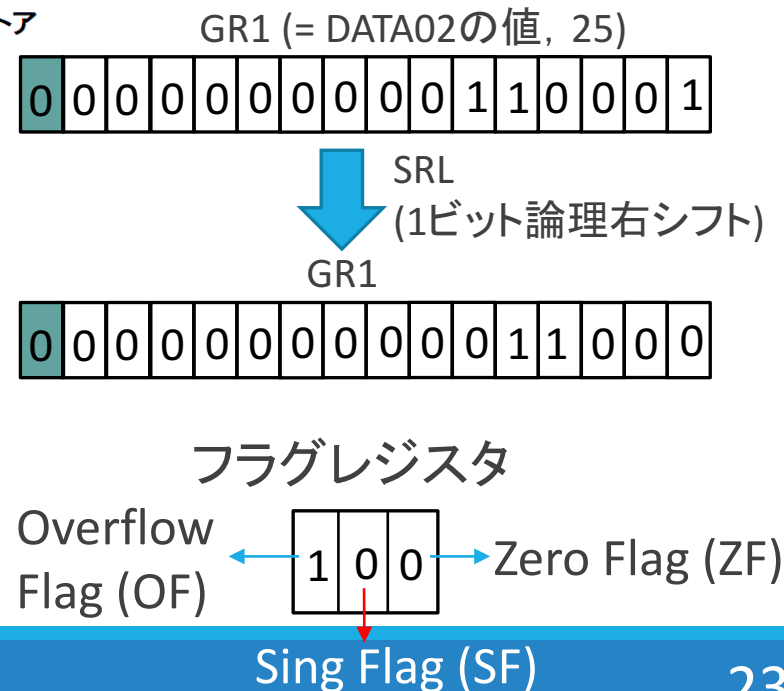 トア
GR1 (= DATA02の値, 25)
0 0 0 0 0 0 0 0 0 0 1 1 0 0 0 1
SRL
(1ビット論理右シフト)
GR1
0 0 0 0 0 0 0 0 0 0 0 1 1 0 0 0
フラグレジスタ
Overflow
Flag (OF)
1 0 0
Zero Flag (ZF)
Sing Flag (SF)
23